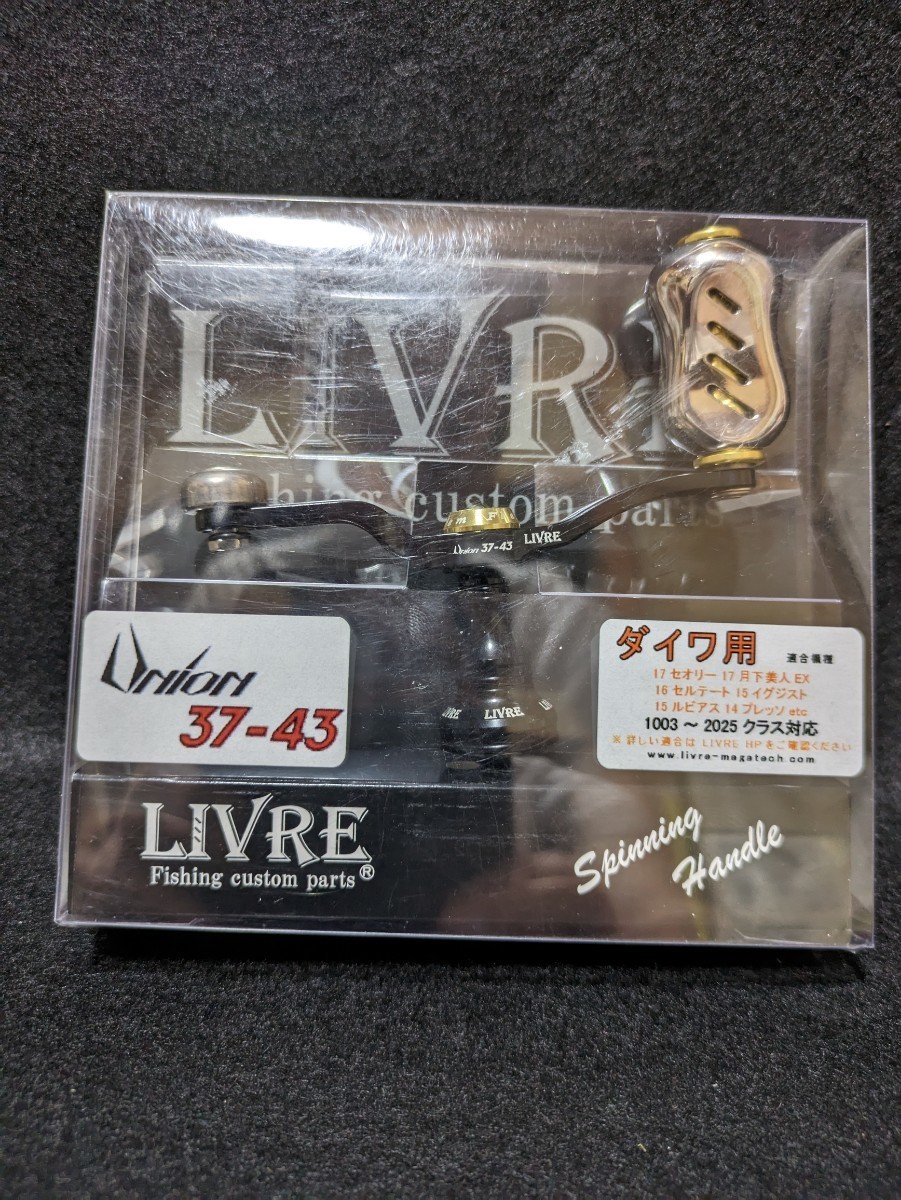 LIVRE
hing custom parts
Union 37-43 LIVRE
Union
37-43
ダイワ用 適合機種
17 セオリー 17 月下美人 EX
16 セルテート 15 イグジスト
15 ルビアス 14 プレッソ etc
1003 〜 2025 クラス対応
※ 詳しい適合は LIVRE HP をご確認ください
www.livre-megatech.com
LIVRE
LIVRE
Fishing custom parts®
Spinning
Handle